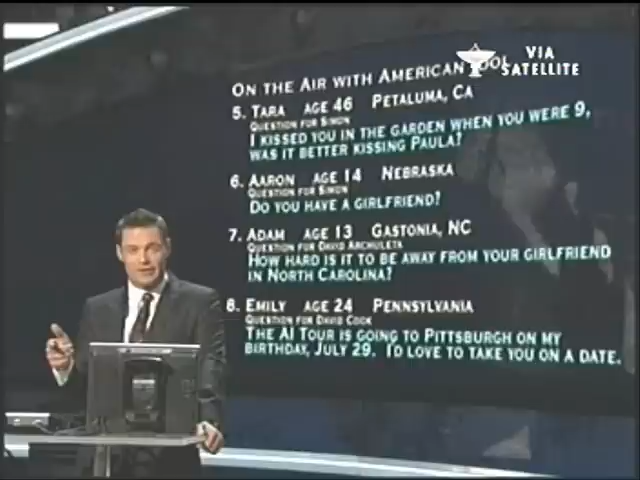 VIA
SATELLITE
ON THE AIR WITH AMERICAN IDOL
5. TARA AGE 46 PETALUMA, CA
QUESTION FOR SIMON
I KISSED YOU IN THE GARDEN WHEN YOU WERE 9,
WAS IT BETTER KISSING PAULA?
6. AARON AGE 14 NEBRASKA
QUESTION FOR SIMON
DO YOU HAVE A GIRLFRIEND?
7. ADAM AGE 13 GASTONIA, NC
QUESTION FOR DAVID ARCHULETA
HOW HARD IS IT TO BE AWAY FROM YOUR GIRLFRIEND
IN NORTH CAROLINA?
8. EMILY AGE 24 PENNSYLVANIA
QUESTION FOR DAVID COOK
THE AI TOUR IS GOING TO PITTSBURGH ON MY
BIRTHDAY, JULY 29. I'D LOVE TO TAKE YOU ON A DATE.